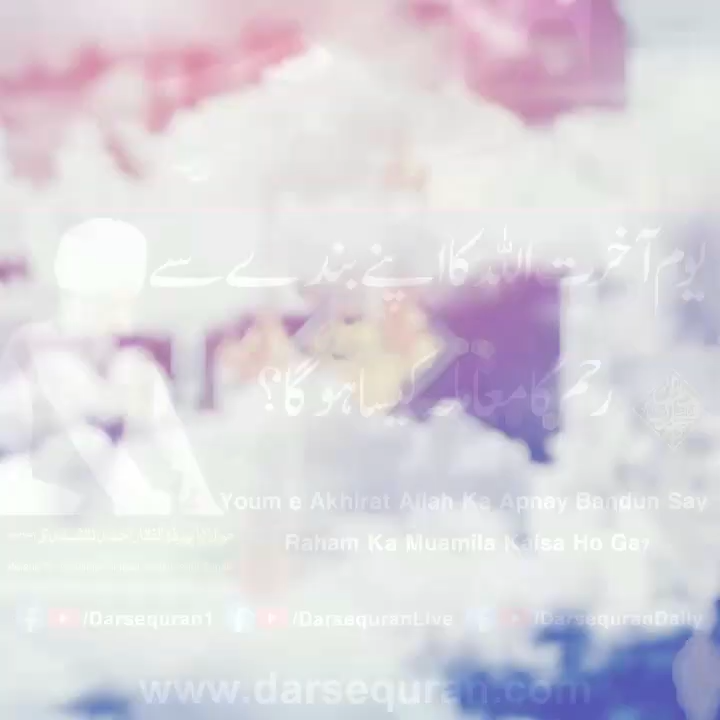 یوم آخرت اللہ کا اپنے بندے سے
رحم کا معاملہ کیسا ہو گا؟
Youm e Akhirat Allah Ka Apnay Bandun Say
Raham Ka Muamila Kaisa Ho Ga?
/Darsequran1 /DarsequranLive /DarsequranDaily
www.darsequran.com